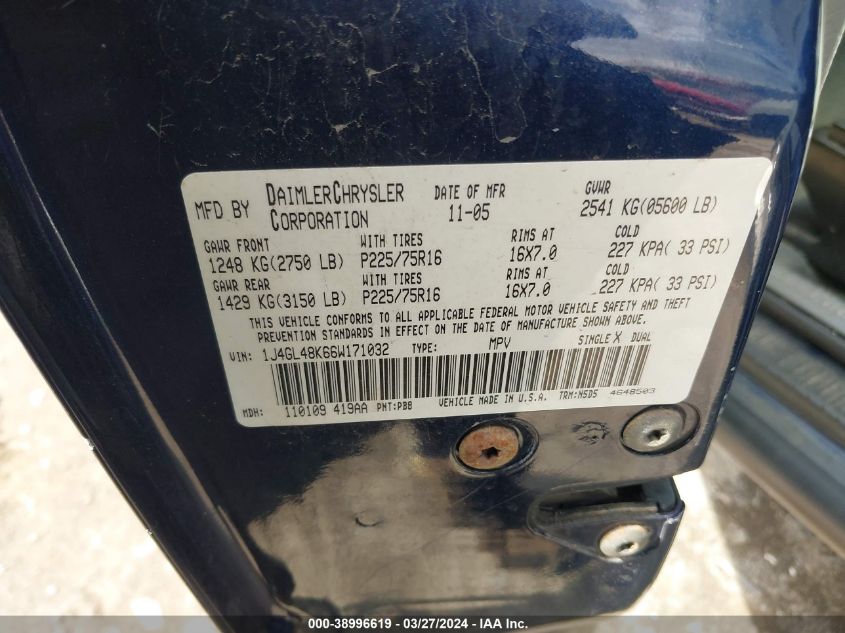 MFD BY DAIMLERCHRYSLER CORPORATION DATE OF MFR 11-05 GVWR 2541 KG(05600 LB)
GAWR FRONT WITH TIRES RIMS AT COLD
1248 KG(2750 LB) P225/75R16 16X7.0 227 KPA( 33 PSI)
GAWR REAR WITH TIRES RIMS AT COLD
1429 KG(3150 LB) P225/75R16 16X7.0 227 KPA( 33 PSI)
THIS VEHICLE CONFORMS TO ALL APPLICABLE FEDERAL MOTOR VEHICLE SAFETY AND THEFT
PREVENTION STANDARDS IN EFFECT ON THE DATE OF MANUFACTURE SHOWN ABOVE.
VIN: 1J4GL48K66W171032 TYPE: MPV SINGLE X DUAL
MDH: 110109 419AA PNT:PB8 VEHICLE MADE IN U.S.A. TRM:N5D5 4648503
000-38996619 - 03/27/2024 - IAA Inc.